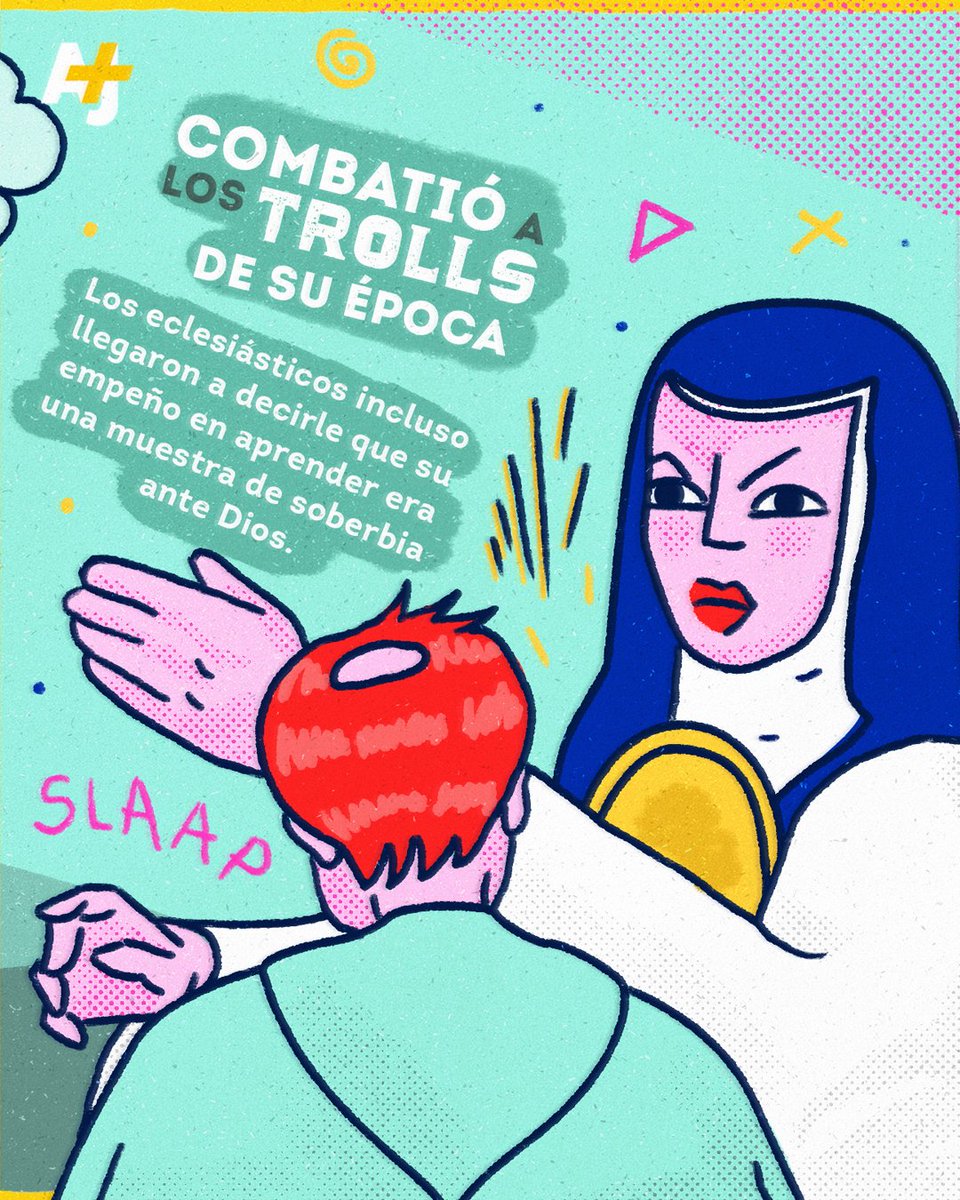 AJ+
COMBATIÓ A
LOS TROLLS
DE SU ÉPOCA
Los eclesiásticos incluso
llegaron a decirle que su
empeño en aprender era
una muestra de soberbia
ante Dios.
SLAAP